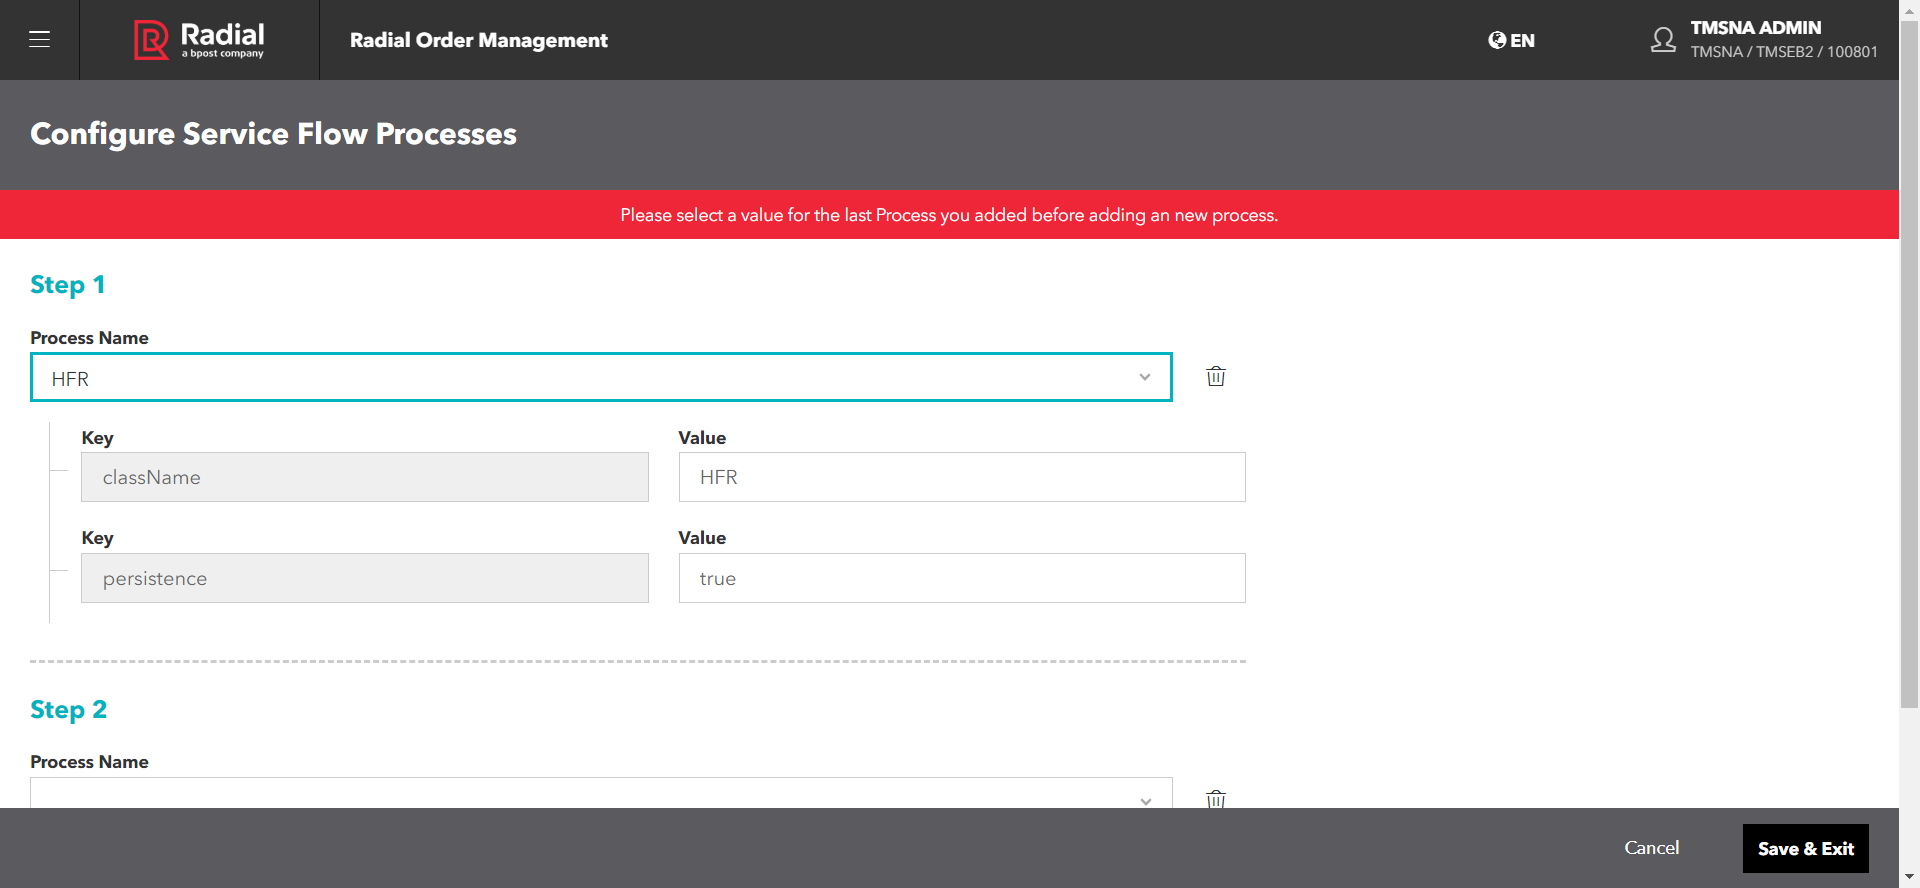 Radial
a bpost company
Radial Order Management
EN
TMSNA ADMIN
TMSNA / TMSEB2 / 100801
Configure Service Flow Processes
Please select a value for the last Process you added before adding an new process.
Step 1
Process Name
HFR
Key
Value
className
HFR
Key
Value
persistence
true
Step 2
Process Name
Cancel
Save & Exit